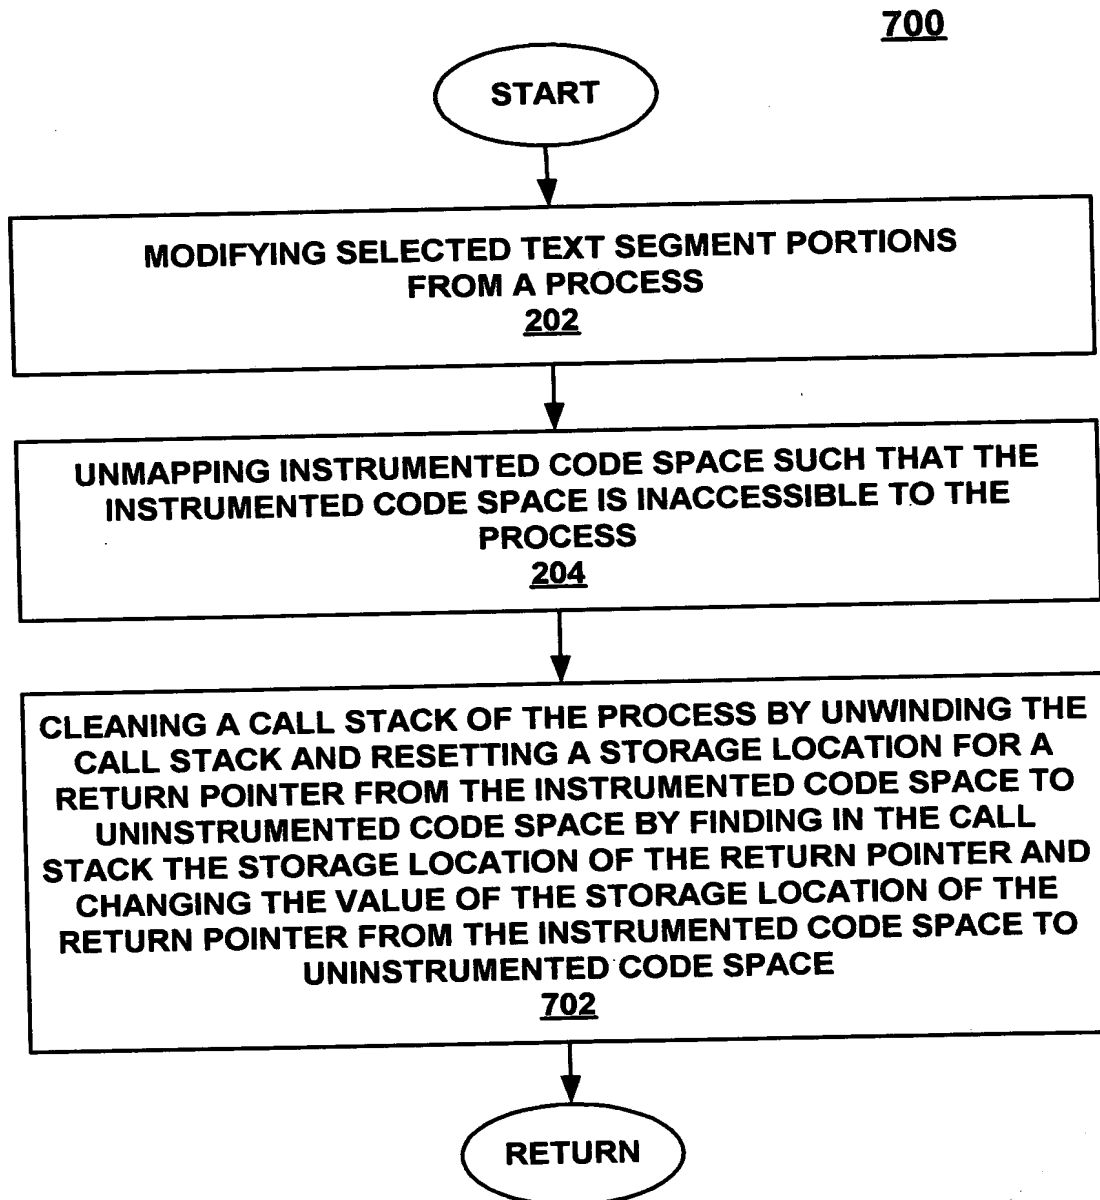 700
START
MODIFYING SELECTED TEXT SEGMENT PORTIONS
FROM A PROCESS
202
UNMAPPING INSTRUMENTED CODE SPACE SUCH THAT THE
INSTRUMENTED CODE SPACE IS INACCESSIBLE TO THE
PROCESS
204
CLEANING A CALL STACK OF THE PROCESS BY UNWINDING THE
CALL STACK AND RESETTING A STORAGE LOCATION FOR A
RETURN POINTER FROM THE INSTRUMENTED CODE SPACE TO
UNINSTRUMENTED CODE SPACE BY FINDING IN THE CALL
STACK THE STORAGE LOCATION OF THE RETURN POINTER AND
CHANGING THE VALUE OF THE STORAGE LOCATION OF THE
RETURN POINTER FROM THE INSTRUMENTED CODE SPACE TO
UNINSTRUMENTED CODE SPACE
702
RETURN